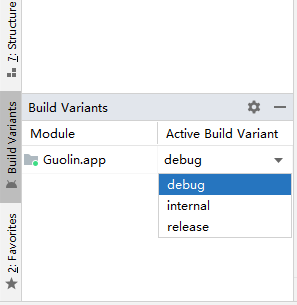 7: Structure
Build Variants
Module
Active Build Variant
Guolin.app
debug
debug
internal
release
Build Variants
2: Favorites